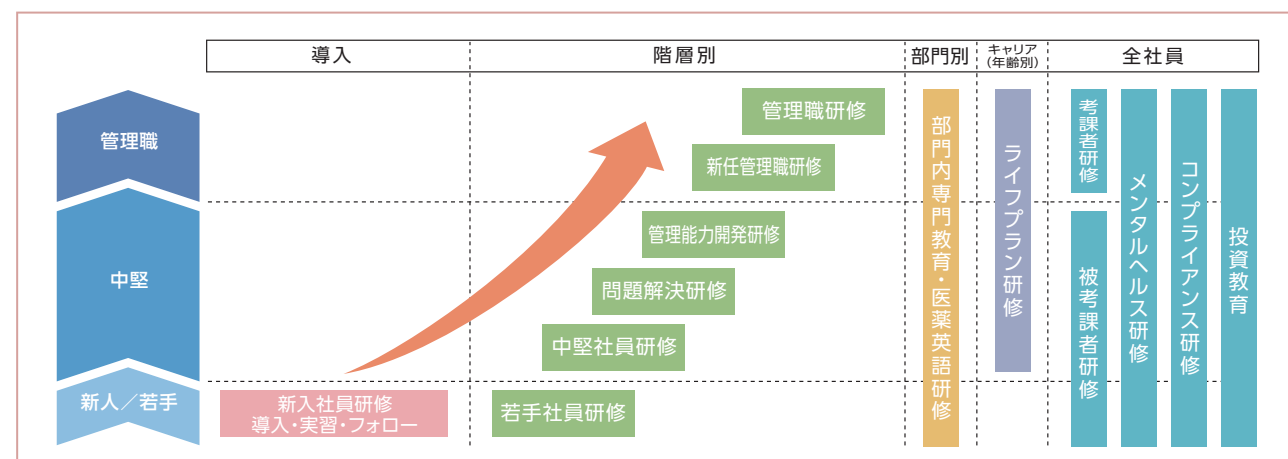 導入
階層別
部門別
キャリア
（年齢別）
全社員
管理職
中堅
新人／若手
新入社員研修
導入・実習・フォロー
管理職研修
新任管理職研修
管理能力開発研修
問題解決研修
中堅社員研修
若手社員研修
部門内専門教育・医薬英語研修
ライフプラン研修
考課者研修
被考課者研修
メンタルヘルス研修
コンプライアンス研修
投資教育